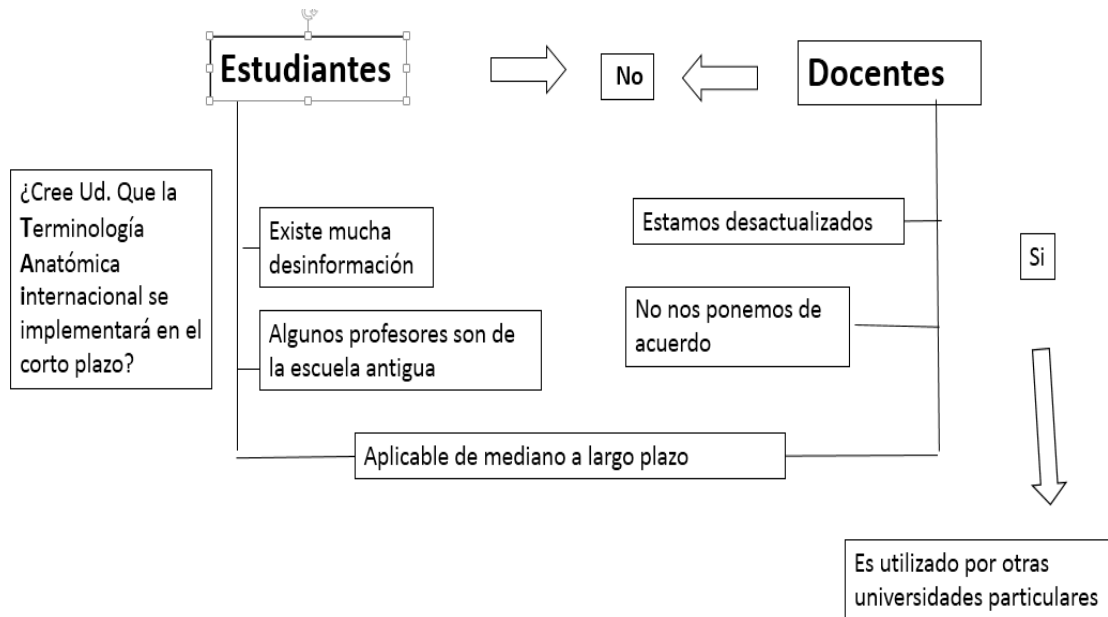 Estudiantes
No
Docentes
¿Cree Ud. Que la
Terminología
Anatómica
internacional se
implementará en el
corto plazo?
Existe mucha
desinformación
Algunos profesores son de
la escuela antigua
Estamos desactualizados
No nos ponemos de
acuerdo
Si
Aplicable de mediano a largo plazo
Es utilizado por otras
universidades particulares